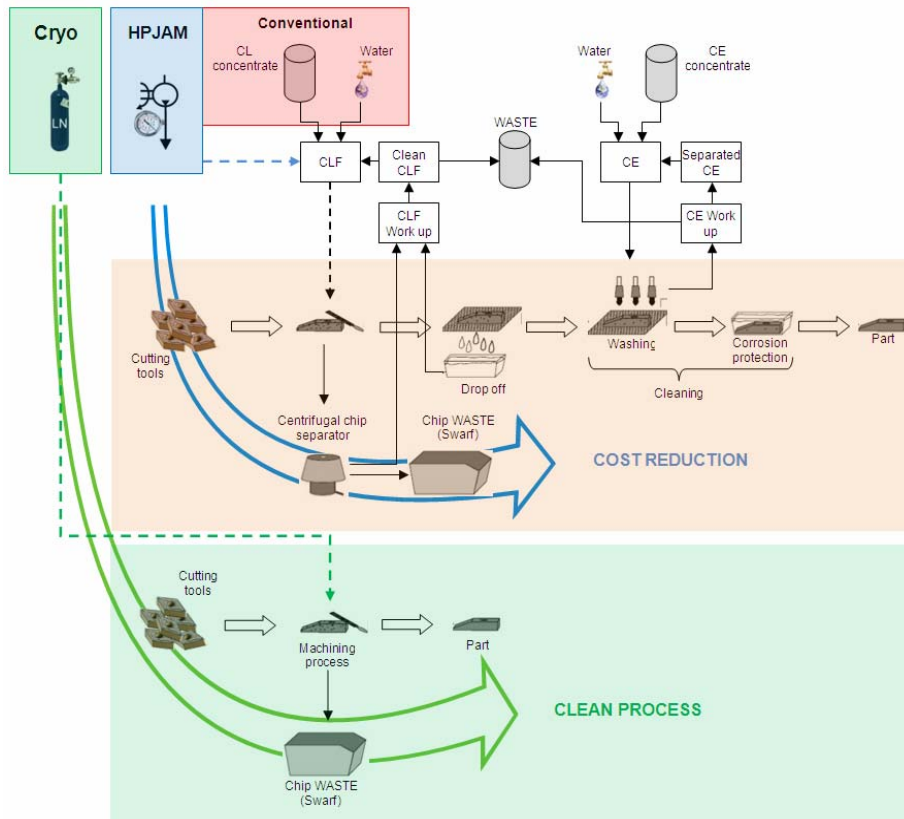 Cryo
LN
HPJAM
Conventional
CL
concentrate
Water
Water
CE
concentrate
WASTE
CLF
Clean
CLF
CE
Separated
CE
CLF
Work up
CE Work
up
Cutting
tools
Drop off
Washing
Corrosion
protection
Part
Cleaning
Centrifugal chip
separator
Chip WASTE
(Swarf)
COST REDUCTION
Cutting
tools
Machining
process
Part
CLEAN PROCESS
Chip WASTE
(Swarf)